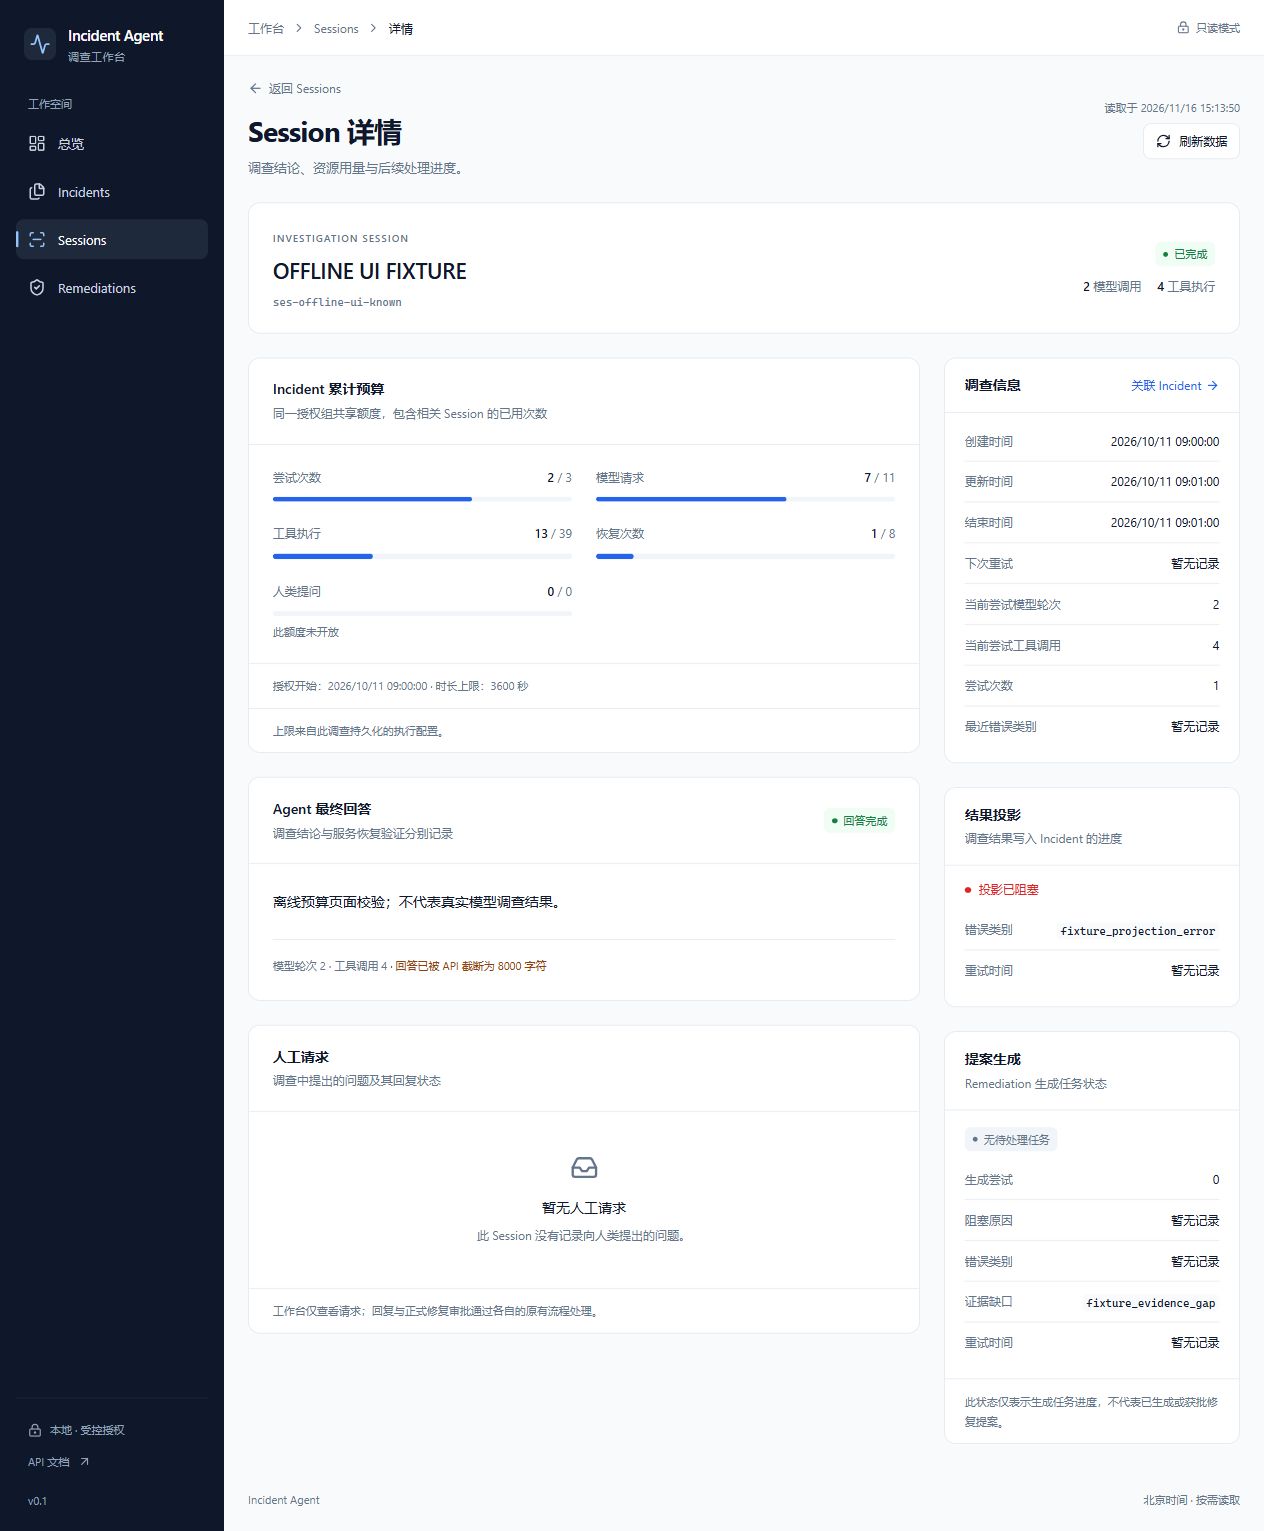 Incident Agent
调查工作台
工作空间
总览
Incidents
Sessions
Remediations
本地 · 受控授权
API 文档
v0.1
工作台 > Sessions > 详情
只读模式
返回 Sessions
Session 详情
调查结论、资源用量与后续处理进度。
读取于 2026/11/16 15:13:50
刷新数据
INVESTIGATION SESSION
OFFLINE UI FIXTURE
ses-offline-ui-known
已完成
2 模型调用 4 工具执行
Incident 累计预算
同一授权组共享额度，包含相关 Session 的已用次数
尝试次数 2 / 3
模型请求 7 / 11
工具执行 13 / 39
恢复次数 1 / 8
人类提问 0 / 0
此额度未开放
授权开始：2026/10/11 09:00:00 · 时长上限：3600 秒
上限来自此调查持久化的执行配置。
Agent 最终回答
调查结论与服务恢复验证分别记录
回答完成
离线预算页面校验；不代表真实模型调查结果。
模型轮次 2 · 工具调用 4 · 回答已被 API 截断为 8000 字符
人工请求
调查中提出的问题及其回复状态
暂无人工请求
此 Session 没有记录向人类提出的问题。
工作台仅查看请求；回复与正式修复审批通过各自的原有流程处理。
调查信息
关联 Incident
创建时间 2026/10/11 09:00:00
更新时间 2026/10/11 09:01:00
结束时间 2026/10/11 09:01:00
下次重试 暂无记录
当前尝试模型轮次 2
当前尝试工具调用 4
尝试次数 1
最近错误类别 暂无记录
结果投影
调查结果写入 Incident 的进度
投影已阻塞
错误类别 fixture_projection_error
重试时间 暂无记录
提案生成
Remediation 生成任务状态
无待处理任务
生成尝试 0
阻塞原因 暂无记录
错误类别 暂无记录
证据缺口 fixture_evidence_gap
重试时间 暂无记录
此状态仅表示生成任务进度，不代表已生成或获批修
复提案。
Incident Agent
北京时间 · 按需读取